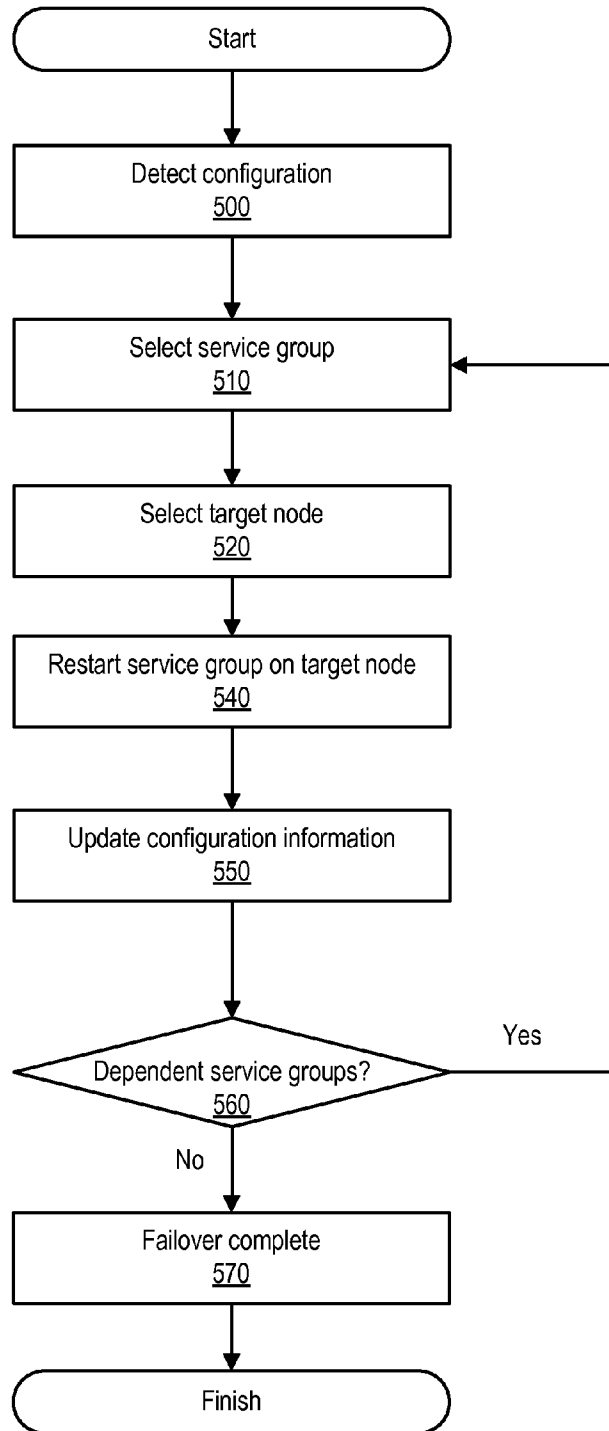 Start
Detect configuration
500
Select service group
510
Select target node
520
Restart service group on target node
540
Update configuration information
550
Yes
Dependent service groups?
560
No
Failover complete
570
Finish